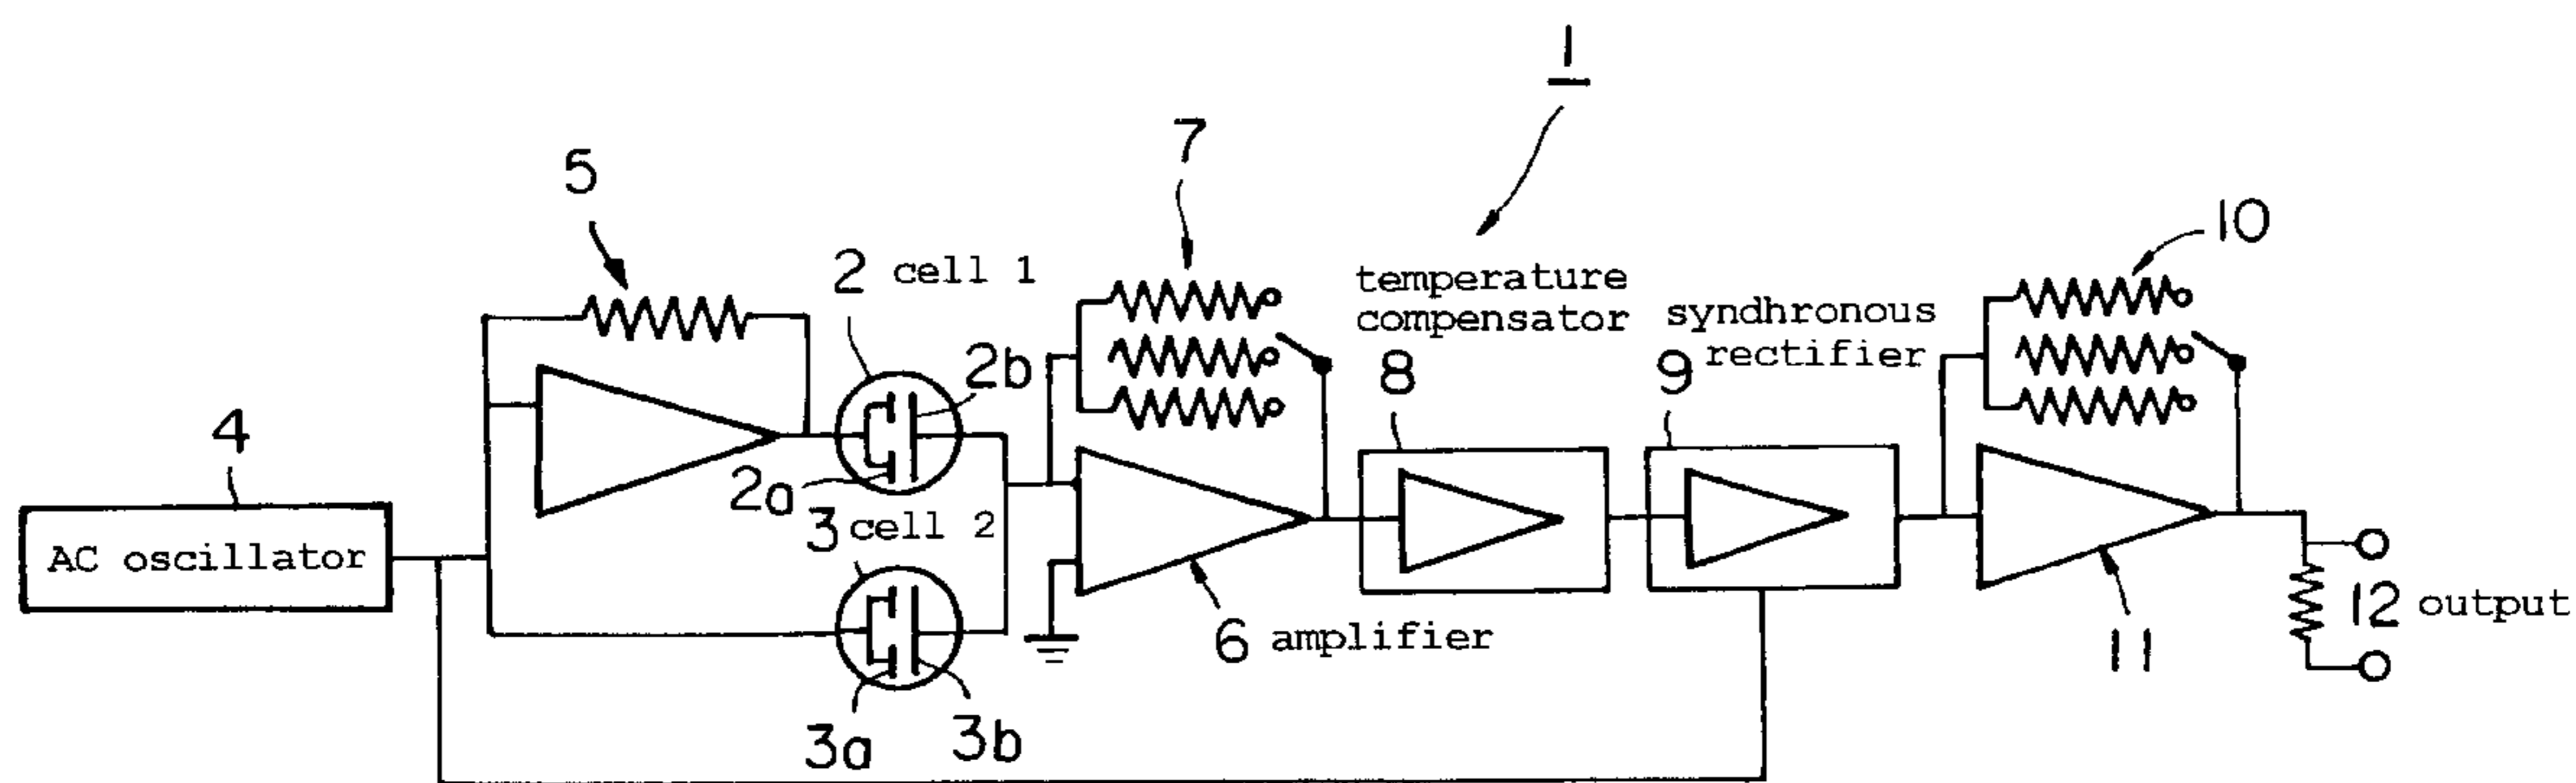 1
7
5
10
2 cell 1
temperature
compensator
syndhronous
rectifier
2b
8
9
4
2a
3 cell 2
AC oscillator
6 amplifier
12 output
11
3a
3b